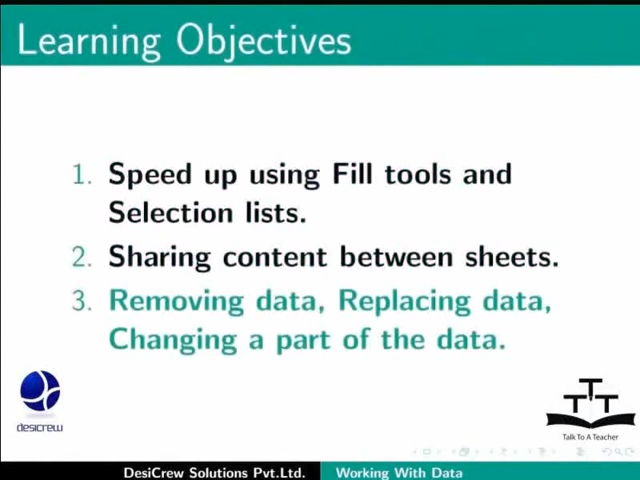 Learning Objectives
1. Speed up using Fill tools and
Selection lists.
2. Sharing content between sheets.
3. Removing data, Replacing data,
Changing a part of the data.
desicrew
TTT
Talk To A Teacher
DesiCrew Solutions Pvt.Ltd. Working With Data